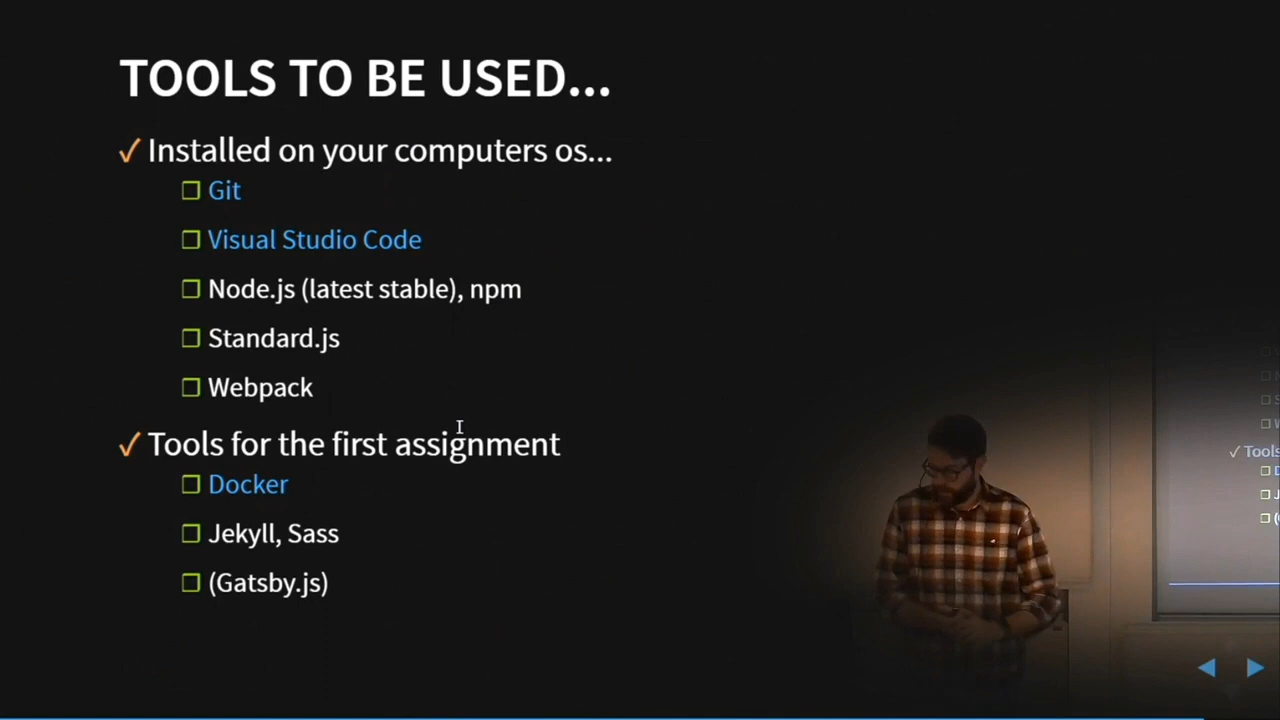 TOOLS TO BE USED...
✓ Installed on your computers os...
❒ Git
❒ Visual Studio Code
❒ Node.js (latest stable), npm
❒ Standard.js
❒ Webpack
✓ Tools for the first assignment
❒ Docker
❒ Jekyll, Sass
❒ (Gatsby.js)
✓ Tools